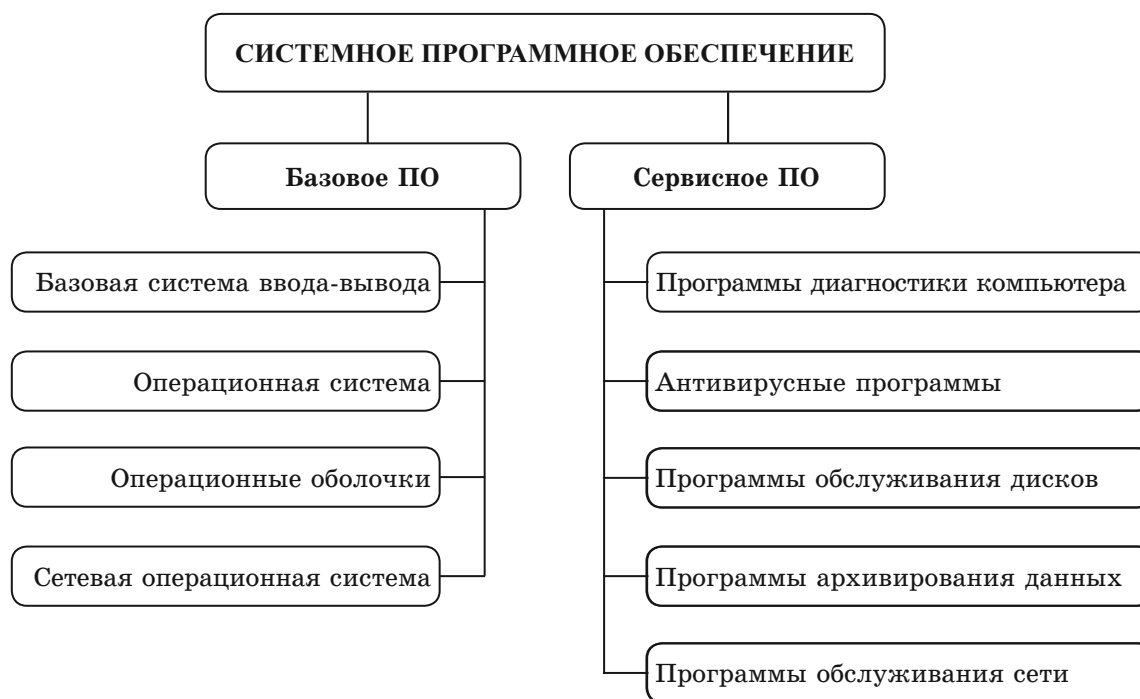 СИСТЕМНОЕ ПРОГРАММНОЕ ОБЕСПЕЧЕНИЕ
Базовое ПО
Базовая система ввода-вывода
Операционная система
Операционные оболочки
Сетевая операционная система
Сервисное ПО
Программы диагностики компьютера
Антивирусные программы
Программы обслуживания дисков
Программы архивирования данных
Программы обслуживания сети